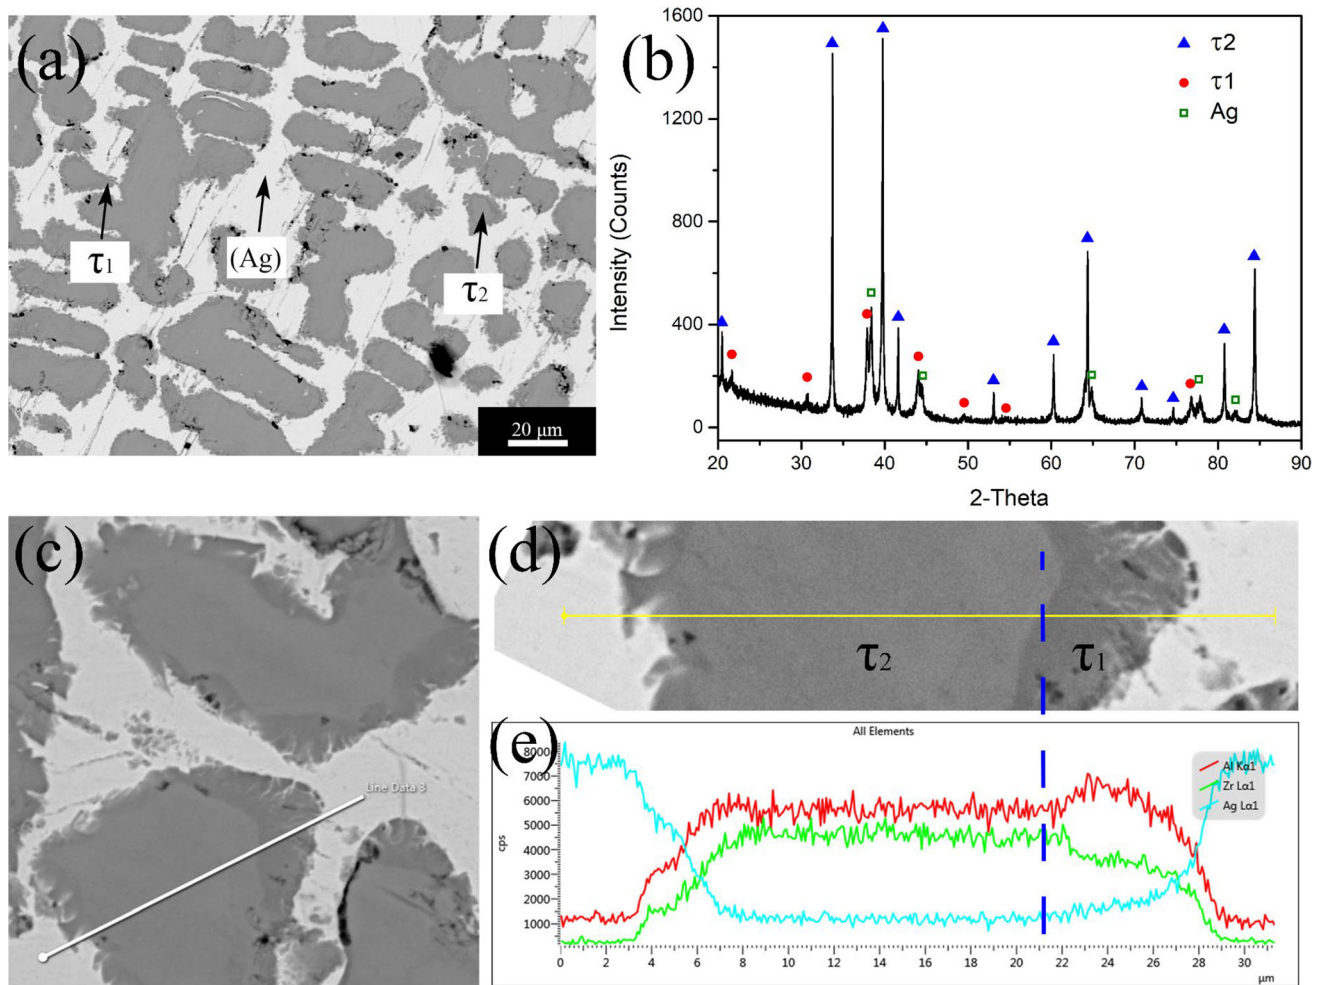 (a)
τ1
(Ag)
τ2
20 μm
(b)
τ2
τ1
Ag
Intensity (Counts)
1600
1200
800
400
0
20 30 40 50 60 70 80 90
2-Theta
(c)
Line Data 3
(d)
τ2 τ1
(e)
All Elements
Al Kα1
Zr Lα1
Ag Lα1
cps
8000
7000
6000
5000
4000
3000
2000
1000
0 2 4 6 8 10 12 14 16 18 20 22 24 26 28 30
μm